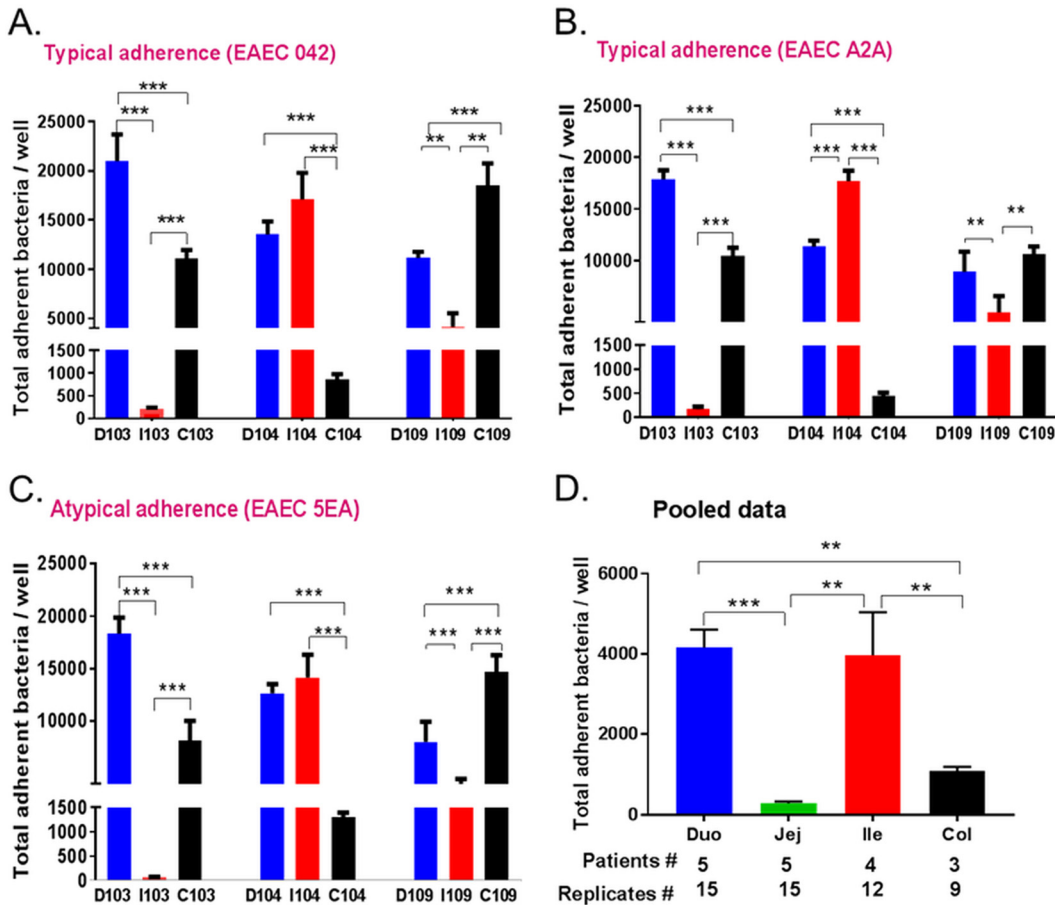 A.
Typical adherence (EAEC 042)
Total adherent bacteria / well
25000
20000
15000
10000
5000
1500
1000
500
0
*** *** *** *** *** *** ** **
D103 I103 C103 D104 I104 C104 D109 I109 C109
B.
Typical adherence (EAEC A2A)
Total adherent bacteria / well
25000
20000
15000
10000
1500
1000
500
0
*** *** *** *** *** *** ** **
D103 I103 C103 D104 I104 C104 D109 I109 C109
C.
Atypical adherence (EAEC 5EA)
Total adherent bacteria / well
25000
20000
15000
10000
1500
1000
500
0
*** *** *** *** *** *** *** ***
D103 I103 C103 D104 I104 C104 D109 I109 C109
D.
Pooled data
Total adherent bacteria / well
6000
4000
2000
0
** *** ** **
Duo Jej Ile Col
Patients # 5 5 4 3
Replicates # 15 15 12 9